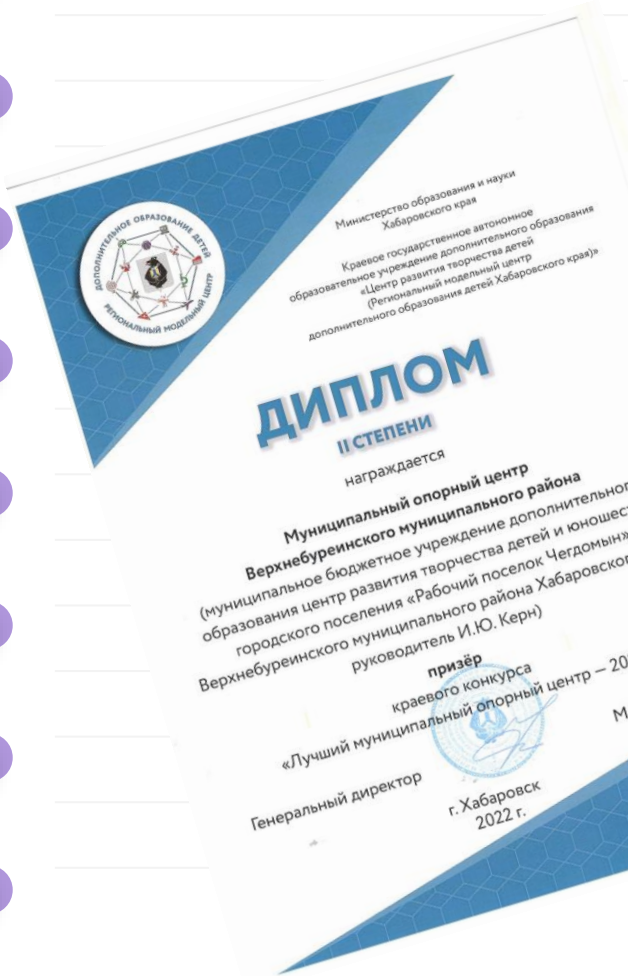 ДОПОЛНИТЕЛЬНОЕ ОБРАЗОВАНИЕ ДЕТЕЙ
РЕГИОНАЛЬНЫЙ МОДЕЛЬНЫЙ ЦЕНТР
Министерство образования и науки
Хабаровского края
Краевое государственное автономное
образовательное учреждение дополнительного образования
«Центр развития творчества детей
(Региональный модельный центр
дополнительного образования детей Хабаровского края)»
ДИПЛОМ
II СТЕПЕНИ
награждается
Муниципальный опорный центр
Верхнебуреинского муниципального района
(муниципальное бюджетное учреждение дополнительног
образования центр развития творчества детей и юношес
городского поселения «Рабочий поселок Чегдомын»
Верхнебуреинского муниципального района Хабаровског
руководитель И.Ю. Керн)
призёр
краевого конкурса
«Лучший муниципальный опорный центр – 20
М
Генеральный директор
г. Хабаровск
2022 г.